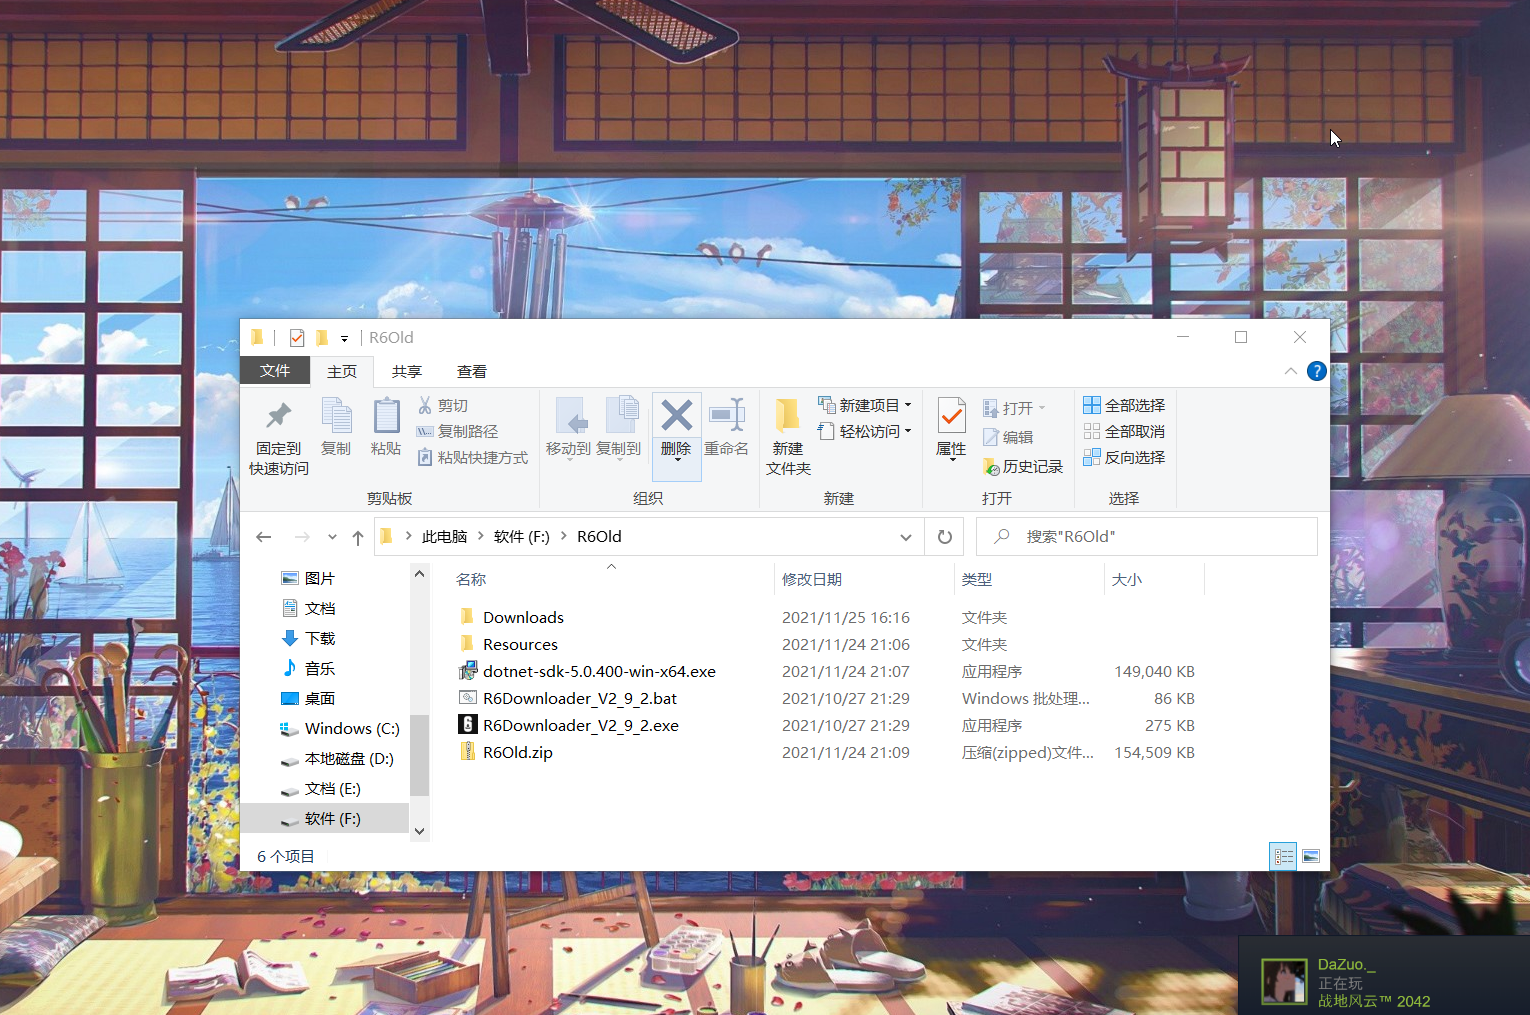 R6Old
文件
主页
共享
查看
?
固定到
快速访问
复制
粘贴
剪切
复制路径
粘贴快捷方式
剪贴板
移动到
复制到
删除
重命名
组织
新建
文件夹
新建项目
轻松访问
新建
属性
打开
编辑
历史记录
打开
全部选择
全部取消
反向选择
选择
此电脑
软件 (F:)
R6Old
搜索"R6Old"
图片
文档
下载
音乐
桌面
Windows (C:)
本地磁盘 (D:)
文档 (E:)
软件 (F:)
名称 修改日期 类型 大小
Downloads 2021/11/25 16:16 文件夹
Resources 2021/11/24 21:06 文件夹
dotnet-sdk-5.0.400-win-x64.exe 2021/11/24 21:07 应用程序 149,040 KB
R6Downloader_V2_9_2.bat 2021/10/27 21:29 Windows 批处理... 86 KB
R6Downloader_V2_9_2.exe 2021/10/27 21:29 应用程序 275 KB
R6Old.zip 2021/11/24 21:09 压缩(zipped)文件... 154,509 KB
6 个项目
DaZuo._
正在玩
战地风云™ 2042